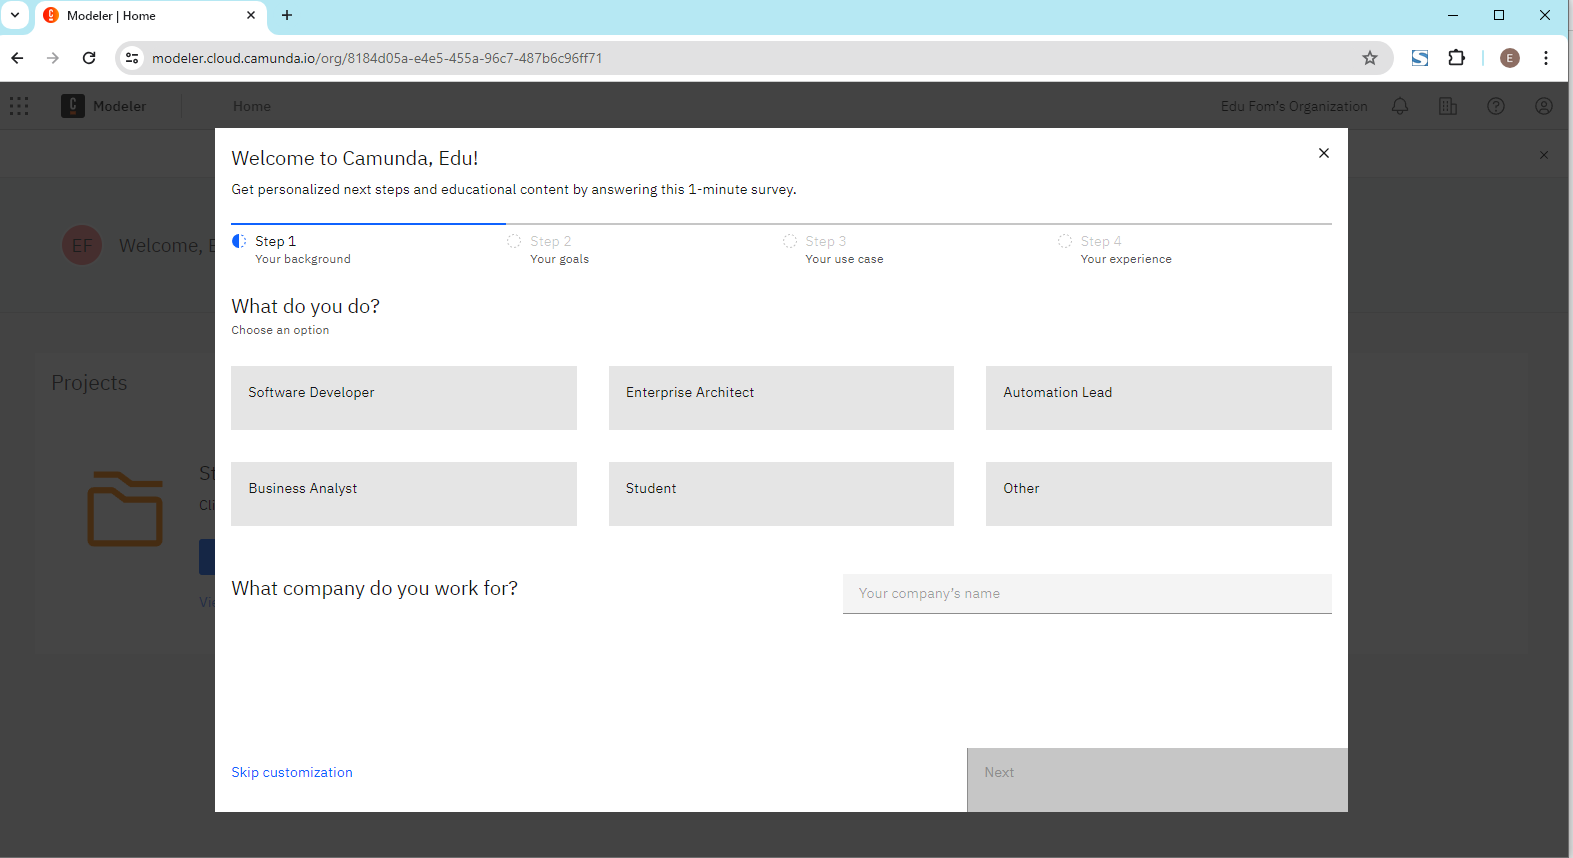 Modeler | Home
modeler.cloud.camunda.io/org/8184d05a-e4e5-455a-96c7-487b6c96ff71
E
Modeler
Home
Edu Fom's Organization
Welcome to Camunda, Edu!
Get personalized next steps and educational content by answering this 1-minute survey.
EF
Welcome,
Step 1
Your background
Step 2
Your goals
Step 3
Your use case
Step 4
Your experience
What do you do?
Choose an option
Projects
Software Developer
Enterprise Architect
Automation Lead
Business Analyst
Student
Other
What company do you work for?
Your company's name
Skip customization
Next